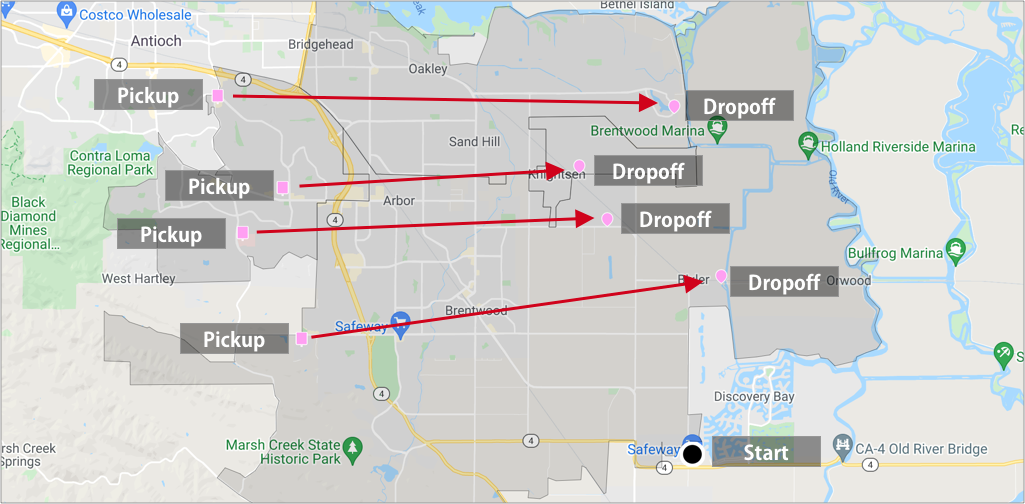 Costco Wholesale
Bethel Island
Antioch
Bridgehead
4
4
Oakley
Pickup
Dropoff
Brentwood Marina
Sand Hill
Holland Riverside Marina
Contra Loma
Regional Park
Pickup
Knightsen
Dropoff
Old River
Arbor
Black
Diamond
Mines
Regional...
4
Pickup
Dropoff
Bullfrog Marina
West Hartley
Dropoff
Orwood
Brentwood
Safeway
Pickup
4
Discovery Bay
Marsh Creek State
Historic Park
4
Safeway
Start
CA-4 Old River Bridge
4
4
rsh Creek
Springs